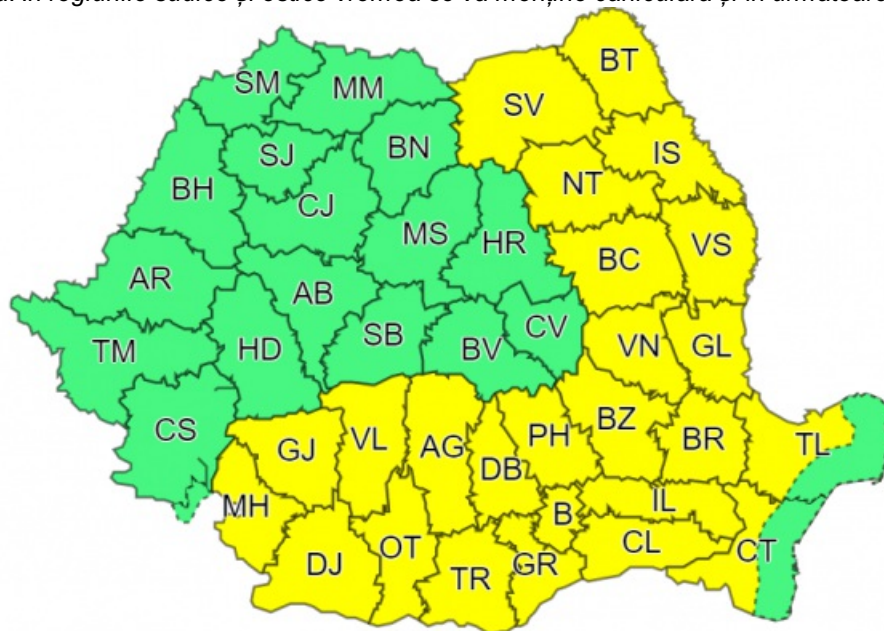 În regiunile sudice și estice vremea se va menține caniculară și în următoare
BT
SM
MM
SV
SJ
BN
IS
BH
NT
CJ
MS
HR
VS
BC
AR
AB
CV
SB
TM
HD
BV
VN
GL
CS
VL
BZ
PH
BR
AG
TL
GJ
DB
MH
IL
B
CL
CT
OT
DJ
GR
TR